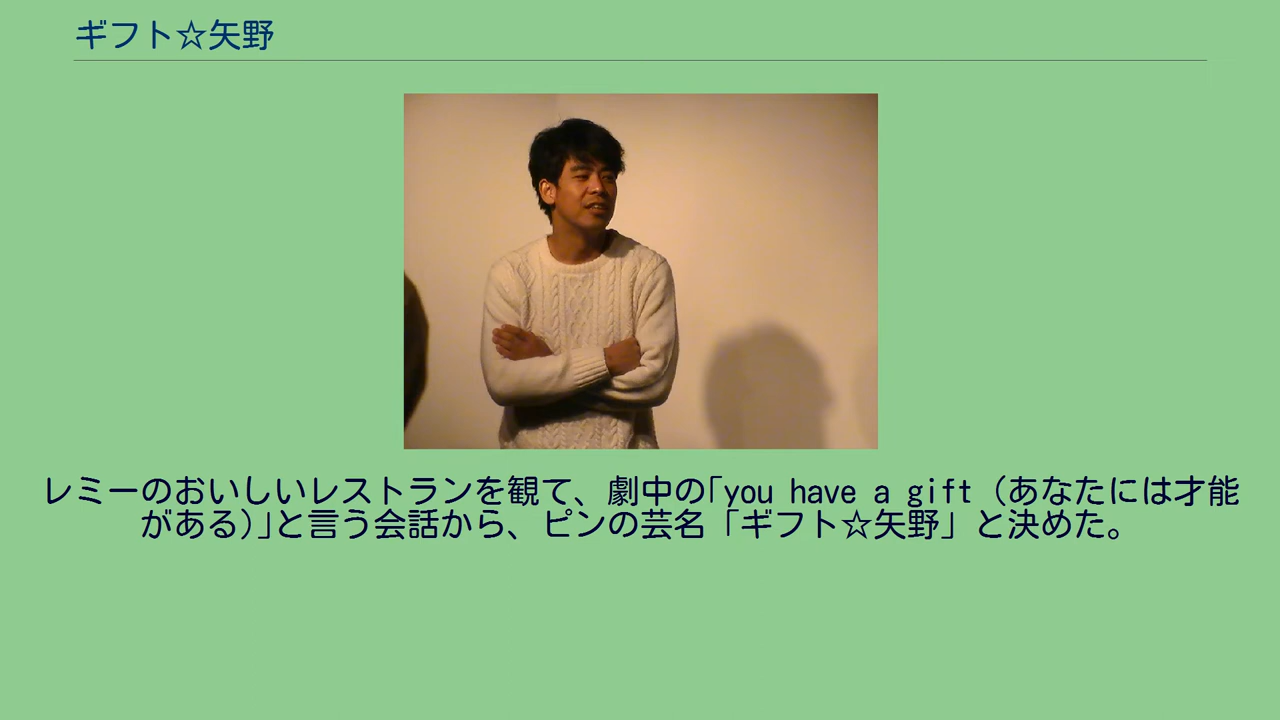 ギフト☆矢野
レミーのおいしいレストランを観て、劇中の｢you have a gift (あなたには才能
がある)｣と言う会話から、ピンの芸名「ギフト☆矢野」と決めた。